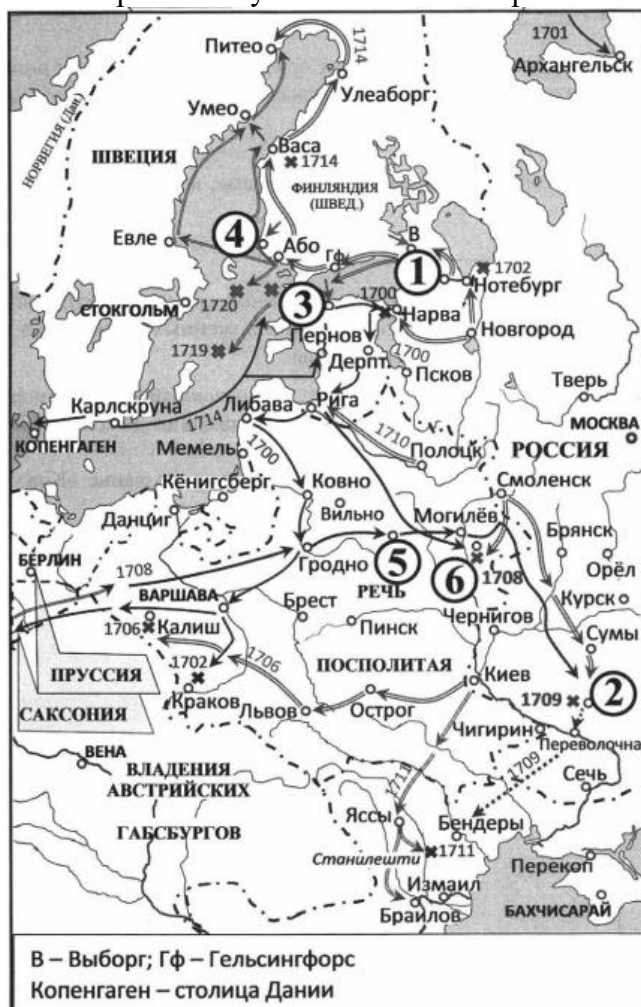 1701
Архангельск
Питео
1714
Улеаборг
Умео
НОРВЕГИЯ (Дан.)
ШВЕЦИЯ
Васа
1714
ФИНЛЯНДИЯ
(ШВЕД.)
Евле
4
Або
Гф
В
1
1702
Нотебург
1720
СТОКГОЛЬМ
3
1700
Нарва
Новгород
1719
Пернов
Дерпт
1700
Псков
Тверь
Карлскруна
1714
Либава
Рига
МОСКВА
КОПЕНГАГЕН
Мемель
1700
1710
Полоцк
РОССИЯ
Кёнигсберг
Ковно
Смоленск
Данциг
Вильно
Могилёв
Брянск
БЕРЛИН
1708
Гродно
5
6
1708
Орёл
РЕЧЬ
ВАРШАВА
Брест
Курск
1706
Калиш
Пинск
Чернигов
Сумы
ПРУССИЯ
1702
1706
ПОСПОЛИТАЯ
1709
2
САКСОНИЯ
Краков
Львов
Острог
Киев
Чигирин
Переволочна
ВЕНА
ВЛАДЕНИЯ
АВСТРИЙСКИХ
ГАБСБУРГОВ
1711
1709
Сечь
Яссы
Бендеры
Станилешти
1711
Перекоп
Измаил
Браилов
БАХЧИСАРАЙ
В – Выборг; Гф – Гельсингфорс
Копенгаген – столица Дании